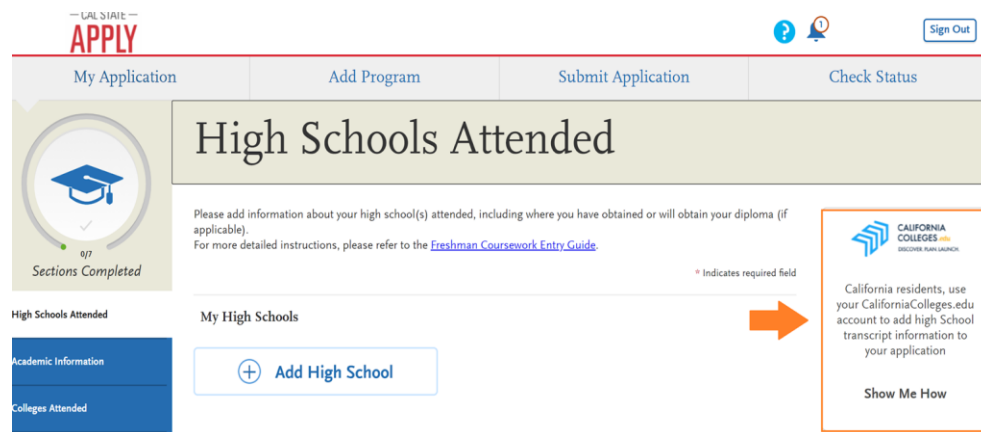 — CAL STATE —
APPLY
?
1
Sign Out
My Application
Add Program
Submit Application
Check Status
High Schools Attended
0/7
Sections Completed
Please add information about your high school(s) attended, including where you have obtained or will obtain your diploma (if
applicable).
For more detailed instructions, please refer to the Freshman Coursework Entry Guide.
* Indicates required field
High Schools Attended
Academic Information
Colleges Attended
My High Schools
+ Add High School
CALIFORNIA
COLLEGES.edu
DISCOVER. PLAN. LAUNCH.
California residents, use
your CaliforniaColleges.edu
account to add high School
transcript information to
your application
Show Me How